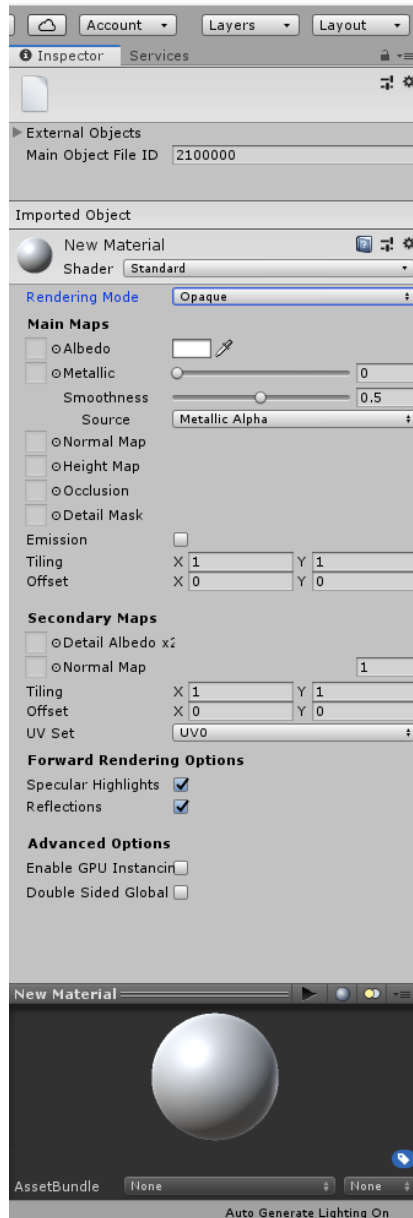 Account Layers Layout
Inspector Services
External Objects
Main Object File ID 2100000
Imported Object
New Material
Shader Standard
Rendering Mode Opaque
Main Maps
Albedo
Metallic 0
Smoothness 0.5
Source Metallic Alpha
Normal Map
Height Map
Occlusion
Detail Mask
Emission
Tiling X 1 Y 1
Offset X 0 Y 0
Secondary Maps
Detail Albedo x2
Normal Map 1
Tiling X 1 Y 1
Offset X 0 Y 0
UV Set UV0
Forward Rendering Options
Specular Highlights
Reflections
Advanced Options
Enable GPU Instancin
Double Sided Global
New Material
AssetBundle None None
Auto Generate Lighting On